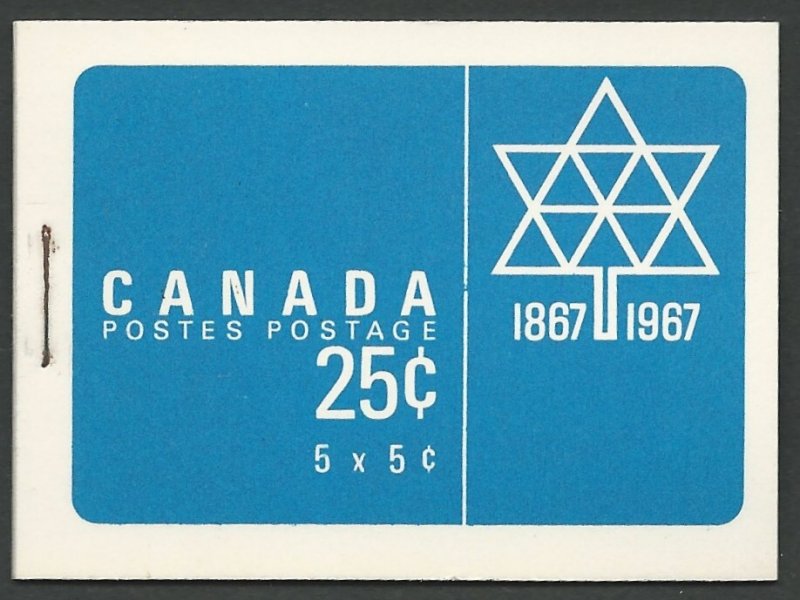 CANADA
POSTES POSTAGE
25¢
5 x 5¢
1867 1967